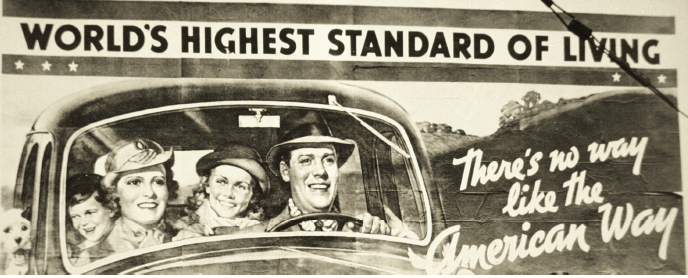 WORLD'S HIGHEST STANDARD OF LIVING
There's no way
like the
American Way